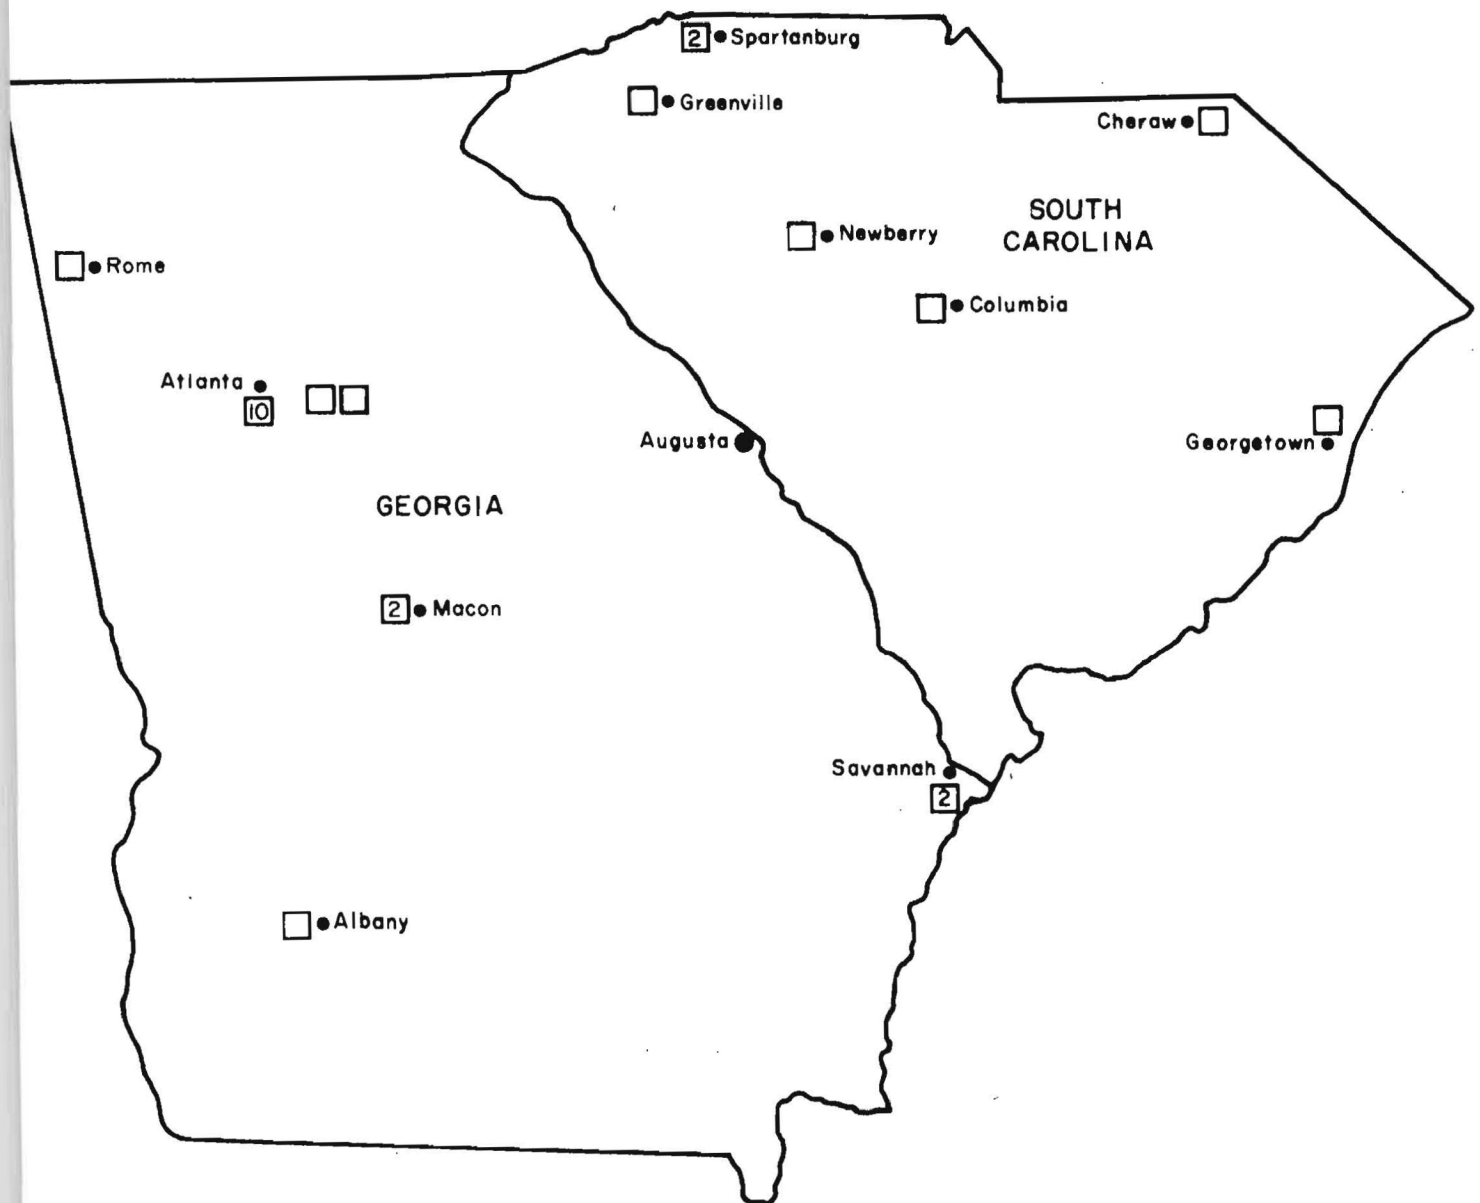 2 Spartanburg
Greenville
Cheraw
SOUTH
CAROLINA
Newberry
Rome
Columbia
Atlanta
10
Augusta
Georgetown
GEORGIA
2 Macon
Savannah
2
Albany